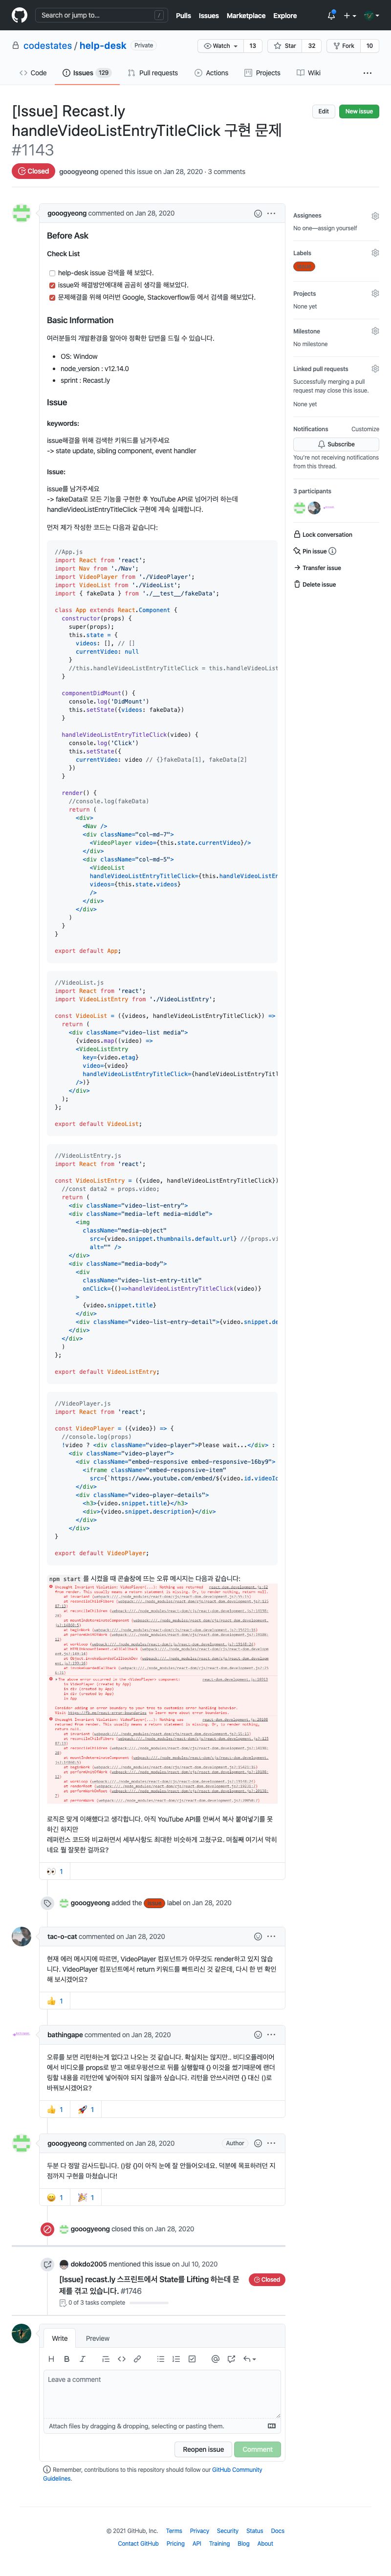 Search or jump to... /
Pulls Issues Marketplace Explore
codestates / help-desk Private
Watch 13 Star 32 Fork 10
Code Issues 129 Pull requests Actions Projects Wiki
[Issue] Recast.ly
handleVideoListEntryTitleClick 구현 문제
#1143
Edit New issue
Closed gooogyeong opened this issue on Jan 28, 2020 · 3 comments
gooogyeong commented on Jan 28, 2020
Before Ask
Check List
help-desk issue 검색을 해 보았다.
issue와 해결방안에대해 곰곰히 생각을 해보았다.
문제해결을 위해 여러번 Google, Stackoverflow등 에서 검색을 해보았다.
Basic Information
여러분들의 개발환경을 알아야 정확한 답변을 드릴 수 있습니다.
OS: Window
node_version : v12.14.0
sprint : Recast.ly
Issue
keywords:
issue해결을 위해 검색한 키워드를 남겨주세요
-> state update, sibling component, event handler
Issue:
issue를 남겨주세요
-> fakeData로 모든 기능을 구현한 후 YouTube API로 넘어가려 하는데
handleVideoListEntryTitleClick 구현에 계속 실패합니다.
먼저 제가 작성한 코드는 다음과 같습니다:
//App.js
import React from 'react';
import Nav from './Nav';
import VideoPlayer from './VideoPlayer';
import VideoList from './VideoList';
import { fakeData } from './__test__/fakeData';
class App extends React.Component {
constructor(props) {
super(props);
this.state = {
videos: [], // []
currentVideo: null
}
//this.handleVideoListEntryTitleClick = this.handleVideoList
}
componentDidMount() {
console.log('DidMount')
this.setState({videos: fakeData})
}
handleVideoListEntryTitleClick(video) {
console.log('Click')
this.setState({
currentVideo: video // {}fakeData[1], fakeData[2]
})
}
render() {
//console.log(fakeData)
return (
<div>
<Nav />
<div className="col-md-7">
<VideoPlayer video={this.state.currentVideo}/>
</div>
<div className="col-md-5">
<VideoList
handleVideoListEntryTitleClick={this.handleVideoListEn
videos={this.state.videos}
/>
</div>
</div>
)
}
}
export default App;
//VideoList.js
import React from 'react';
import VideoListEntry from './VideoListEntry';
const VideoList = ({videos, handleVideoListEntryTitleClick}) =>
return (
<div className="video-list media">
{videos.map((video) =>
<VideoListEntry
key={video.etag}
video={video}
handleVideoListEntryTitleClick={handleVideoListEntryTitl
/>)}
</div>
);
};
export default VideoList;
//VideoListEntry.js
import React from 'react';
const VideoListEntry = ({video, handleVideoListEntryTitleClick})
//const data2 = props.video;
return (
<div className="video-list-entry">
<div className="media-left media-middle">
<img
className="media-object"
src={video.snippet.thumbnails.default.url} //{props.vi
alt="" />
</div>
<div className="media-body">
<div
className="video-list-entry-title"
onClick={()=>handleVideoListEntryTitleClick(video)}
>
{video.snippet.title}
</div>
<div className="video-list-entry-detail">{video.snippet.de
</div>
</div>
)
};
export default VideoListEntry;
//VideoPlayer.js
import React from 'react';
const VideoPlayer = ({video}) => {
//console.log(props)
!video ? <div className="video-player">Please wait...</div> :
<div className="video-player">
<div className="embed-responsive embed-responsive-16by9">
<iframe className="embed-responsive-item"
src={`https://www.youtube.com/embed/${video.id.videoId
</div>
<div className="video-player-details">
<h3>{video.snippet.title}</h3>
<div>{video.snippet.description}</div>
</div>
</div>
}
export default VideoPlayer;
npm start 를 시켰을 때 콘솔창에 뜨는 오류 메시지는 다음과 같습니다:
로직은 맞게 이해했다고 생각합니다. 아직 YouTube API를 안써서 복사 붙여넣기를 못
하긴 하지만
레퍼런스 코드와 비교하면서 세부사항도 최대한 비슷하게 고쳤구요. 며칠째 여기서 막히
네요 뭘 잘못한 걸까요?
1
gooogyeong added the label on Jan 28, 2020
tac-o-cat commented on Jan 28, 2020
현재 에러 메시지에 따르면, VideoPlayer 컴포넌트가 아무것도 render하고 있지 않습
니다. VideoPlayer 컴포넌트에서 return 키워드를 빠트리신 것 같은데, 다시 한 번 확인
해 보시겠어요?
1
bathingape commented on Jan 28, 2020
오류를 보면 리턴하는게 없다고 나오는 것 같습니다. 확실치는 않지만.. 비디오플레이어
에서 비디오를 props로 받고 애로우펑션으로 뒤를 실행할때 {} 이것을 썼기때문에 랜더
링할 내용을 리턴안에 넣어줘야 되지 않을까 싶습니다. 리턴을 안쓰시려면 {} 대신 ()로
바꿔보시겠어요?
1 1
gooogyeong commented on Jan 28, 2020 Author
두분 다 정말 감사드립니다. ()랑 {}이 아직 눈에 잘 안들어오네요. 덕분에 목표하려던 지
점까지 구현을 마쳤습니다!
1 1
gooogyeong closed this on Jan 28, 2020
dokdo2005 mentioned this issue on Jul 10, 2020
[Issue] recast.ly 스프린트에서 State를 Lifting 하는데 문
제를 겪고 있습니다. #1746
Closed
0 of 3 tasks complete
Write Preview
Leave a comment
Attach files by dragging & dropping, selecting or pasting them.
Reopen issue Comment
Remember, contributions to this repository should follow our GitHub Community
Guidelines.
Assignees
No one—assign yourself
Labels
Projects
None yet
Milestone
No milestone
Linked pull requests
Successfully merging a pull
request may close this issue.
None yet
Notifications Customize
Subscribe
You're not receiving notifications
from this thread.
3 participants
Lock conversation
Pin issue
Transfer issue
Delete issue
© 2021 GitHub, Inc. Terms Privacy Security Status Docs
Contact GitHub Pricing API Training Blog About